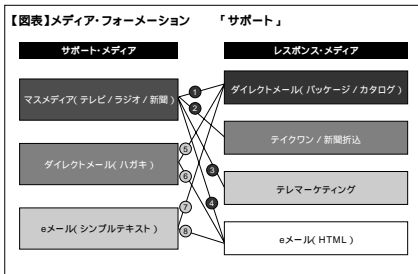 【図表】メディア・フォーメーション 「サポート」
サポート・メディア
レスポンス・メディア
マスメディア(テレビ/ラジオ/新聞)
ダイレクトメール(ハガキ)
eメール(シンプルテキスト)
1
2
3
4
5
6
7
8
ダイレクトメール(パッケージ/カタログ)
テイクワン/新聞折込
テレマーケティング
eメール(HTML)